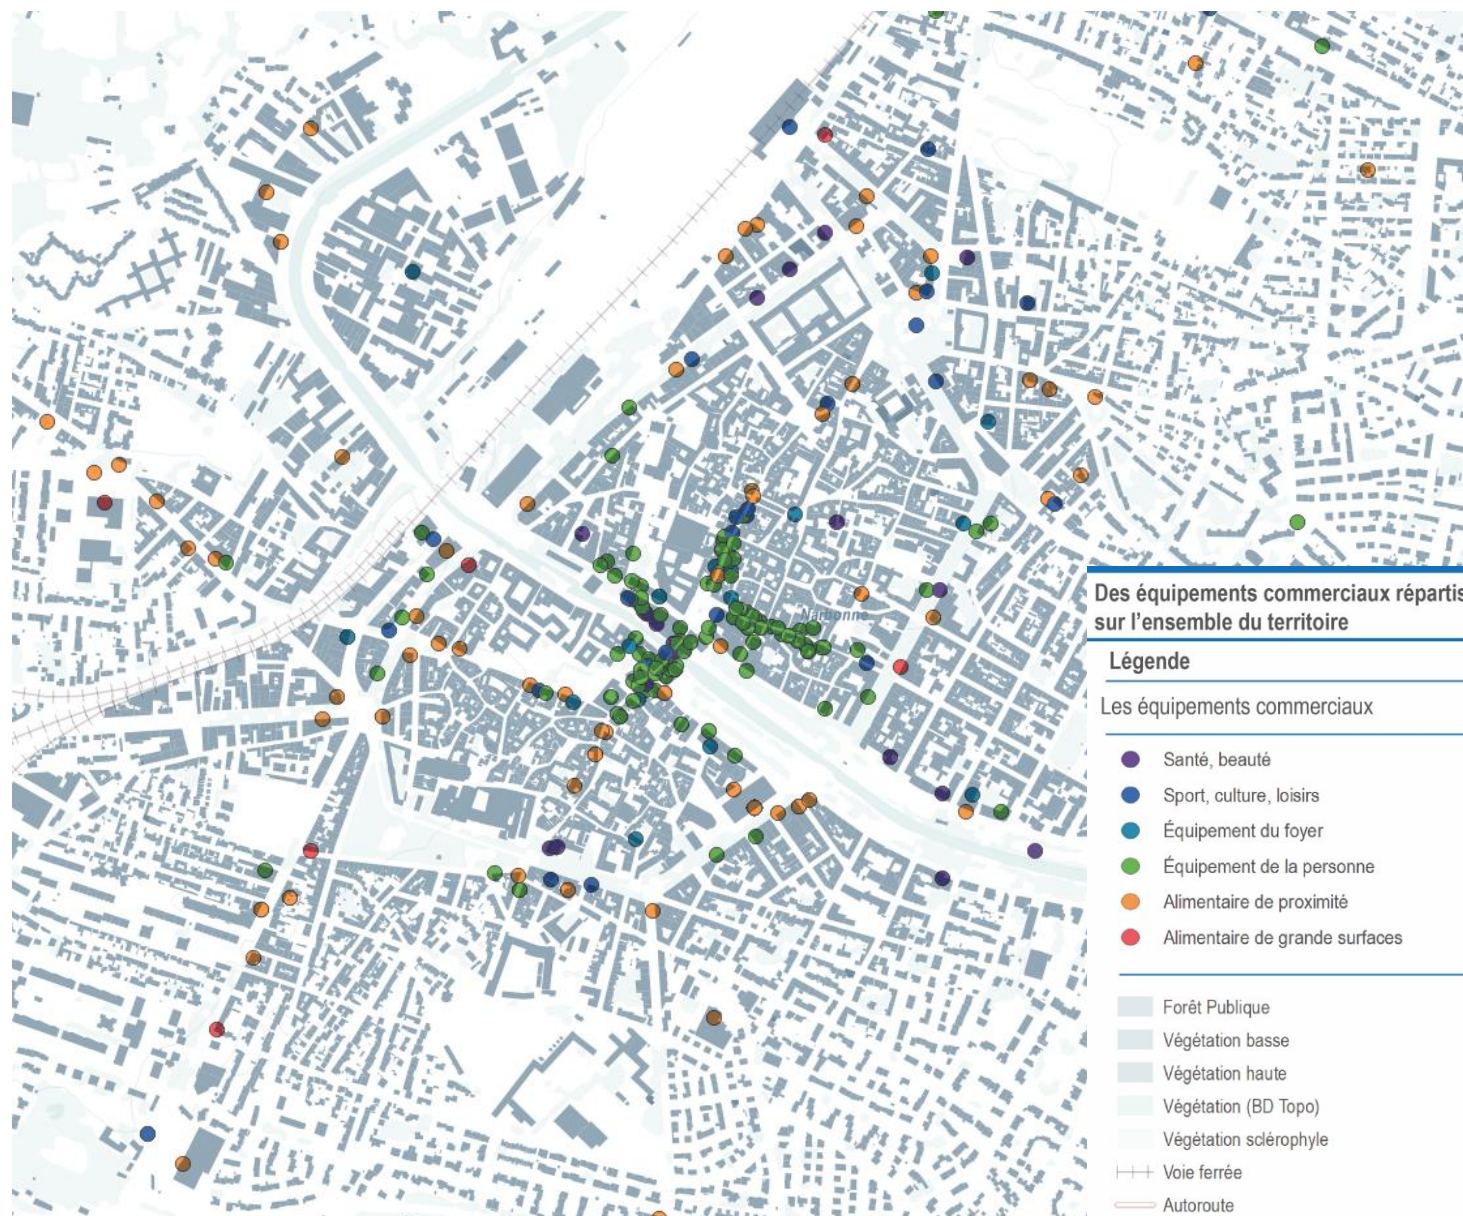 Narbonne
Des équipements commerciaux répartis
sur l'ensemble du territoire
Légende
Les équipements commerciaux
Santé, beauté
Sport, culture, loisirs
Équipement du foyer
Équipement de la personne
Alimentaire de proximité
Alimentaire de grande surfaces
Forêt Publique
Végétation basse
Végétation haute
Végétation (BD Topo)
Végétation sclérophyle
Voie ferrée
Autoroute